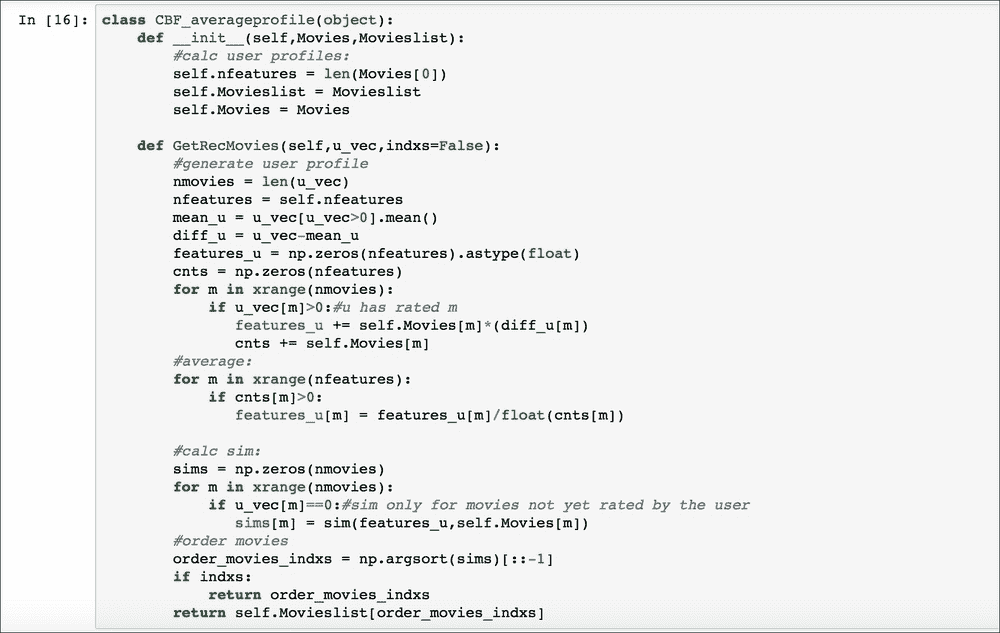 In [16]: class CBF_averageprofile(object):
    def __init__(self,Movies,Movieslist):
        #calc user profiles:
        self.nfeatures = len(Movies[0])
        self.Movieslist = Movieslist
        self.Movies = Movies

    def GetRecMovies(self,u_vec,indxs=False):
        #generate user profile
        nmovies = len(u_vec)
        nfeatures = self.nfeatures
        mean_u = u_vec[u_vec>0].mean()
        diff_u = u_vec-mean_u
        features_u = np.zeros(nfeatures).astype(float)
        cnts = np.zeros(nfeatures)
        for m in xrange(nmovies):
            if u_vec[m]>0:#u has rated m
               features_u += self.Movies[m]*(diff_u[m])
               cnts += self.Movies[m]
        #average:
        for m in xrange(nfeatures):
            if cnts[m]>0:
               features_u[m] = features_u[m]/float(cnts[m])

        #calc sim:
        sims = np.zeros(nmovies)
        for m in xrange(nmovies):
            if u_vec[m]==0:#sim only for movies not yet rated by the user
               sims[m] = sim(features_u,self.Movies[m])
        #order movies
        order_movies_indxs = np.argsort(sims)[::-1]
        if indxs:
            return order_movies_indxs
        return self.Movieslist[order_movies_indxs]